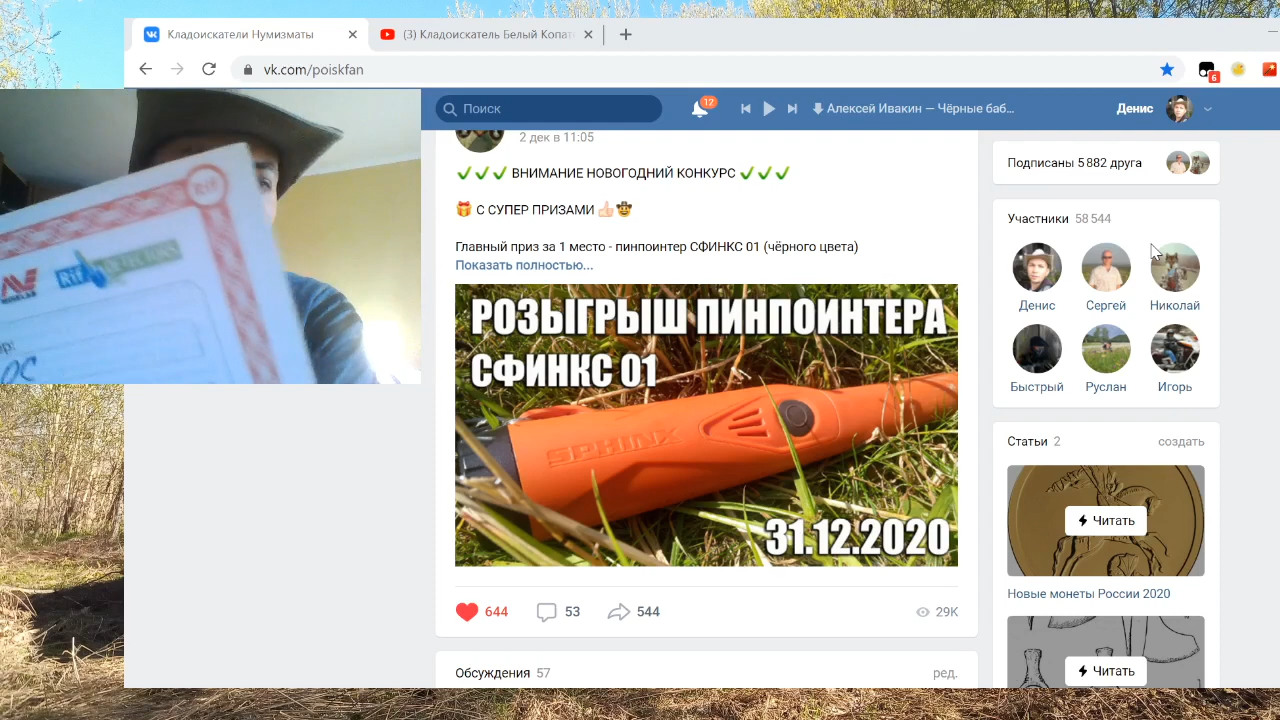 Кладоискатели Нумизматы
(3) Кладоискатель Белый Копат
vk.com/poiskfan
6
Поиск
12
Алексей Ивакин — Чёрные баб...
Денис
2 дек в 11:05
ВНИМАНИЕ НОВОГОДНИЙ КОНКУРС
С СУПЕР ПРИЗАМИ
Главный приз за 1 место - пинпоинтер СФИНКС 01 (чёрного цвета)
Показать полностью...
РОЗЫГРЫШ ПИНПОИНТЕРА
СФИНКС 01
SPHINX
31.12.2020
644
53
544
29K
Обсуждения 57
ред.
Подписаны 5 882 друга
Участники 58 544
Денис
Сергей
Николай
Быстрый
Руслан
Игорь
Статьи 2
создать
Читать
Новые монеты России 2020
Читать